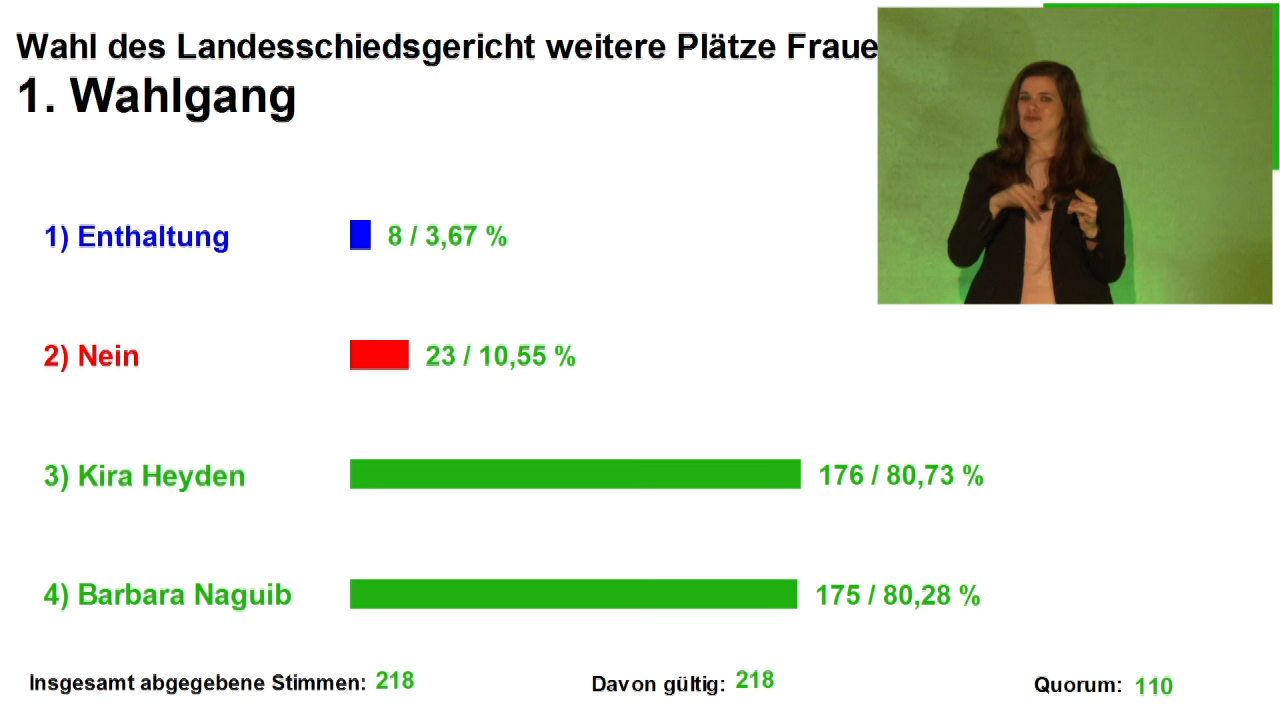 Wahl des Landesschiedsgericht weitere Plätze Fraue
1. Wahlgang
1) Enthaltung 8 / 3,67 %
2) Nein 23 / 10,55 %
3) Kira Heyden 176 / 80,73 %
4) Barbara Naguib 175 / 80,28 %
Insgesamt abgegebene Stimmen: 218 Davon gültig: 218 Quorum: 110